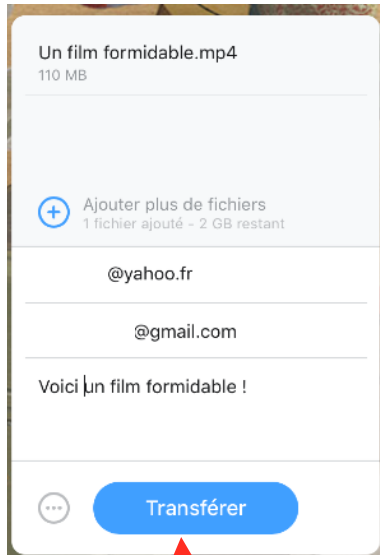 Un film formidable.mp4
110 MB
Ajouter plus de fichiers
1 fichier ajouté - 2 GB restant
@yahoo.fr
@gmail.com
Voici un film formidable !
Transférer